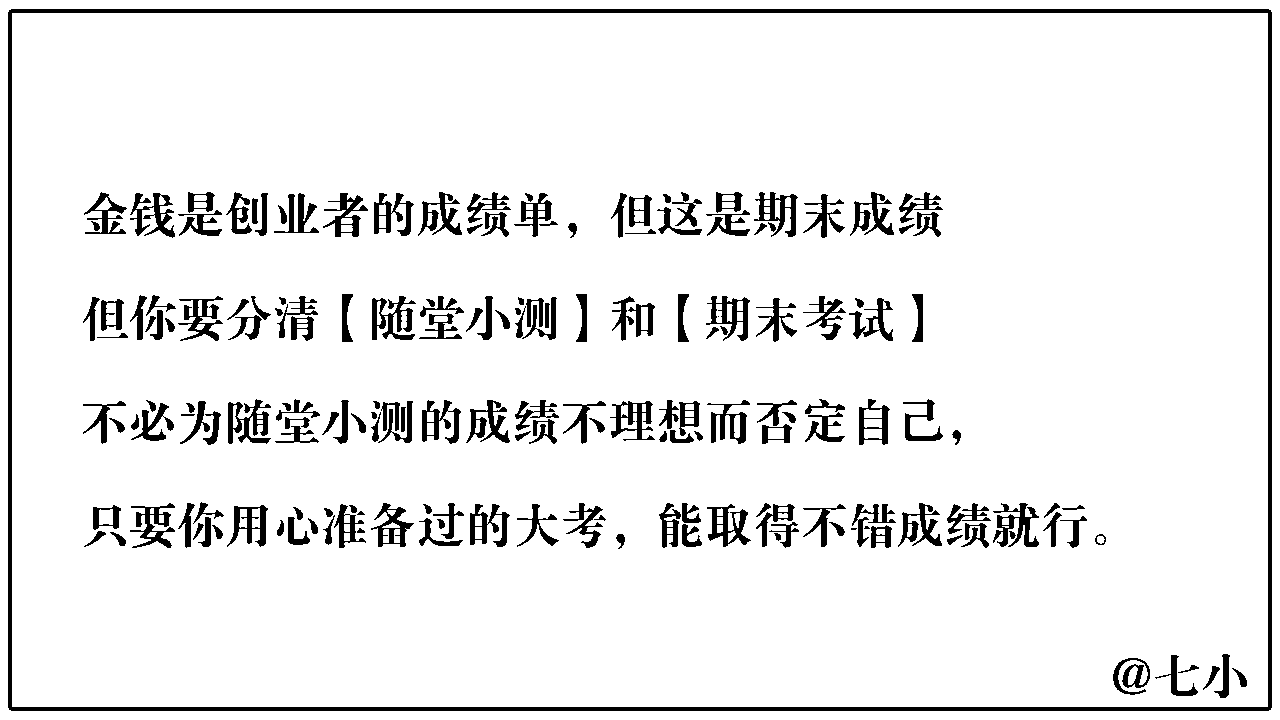 金钱是创业者的成绩单，但这是期末成绩
但你要分清【随堂小测】和【期末考试】
不必为随堂小测的成绩不理想而否定自己，
只要你用心准备过的大考，能取得不错成绩就行。
@七小